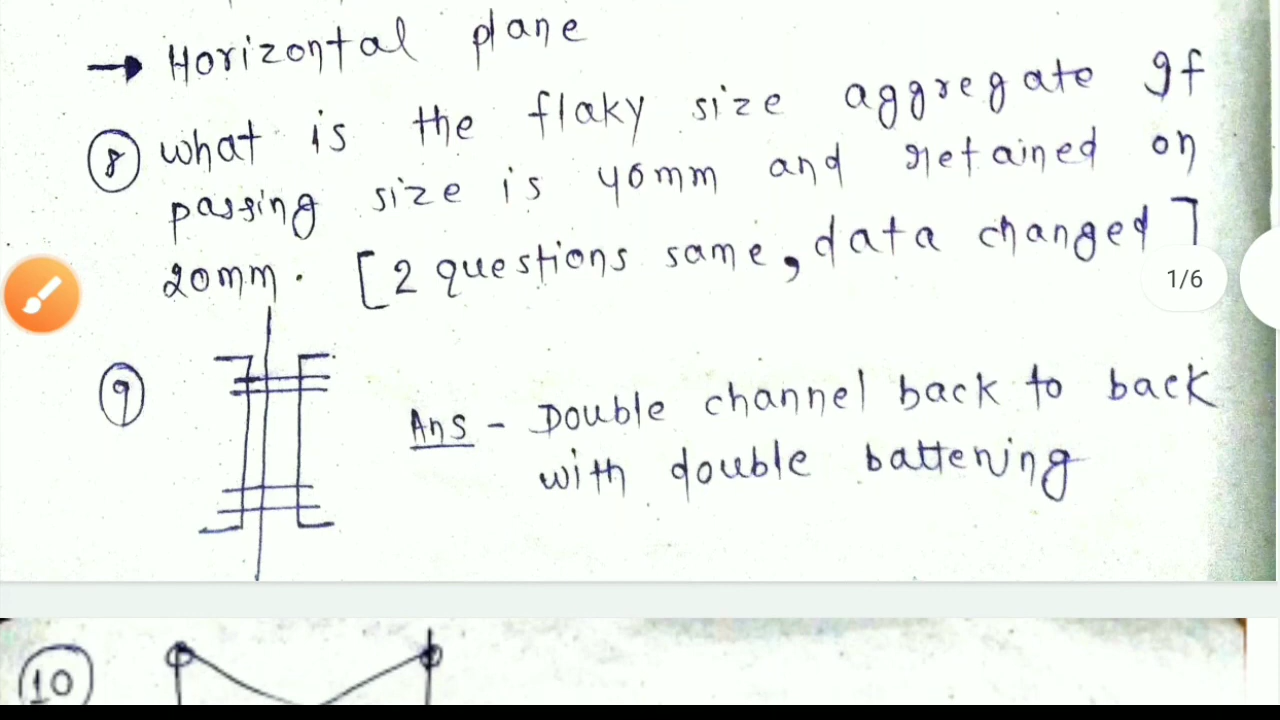 → Horizontal plane
⑧ What is the flaky size aggregate If
passing size is 40mm and retained on
20mm. [2 questions same, data changed]
1/6
⑨
Ans - Double channel back to back
with double battening
⑩